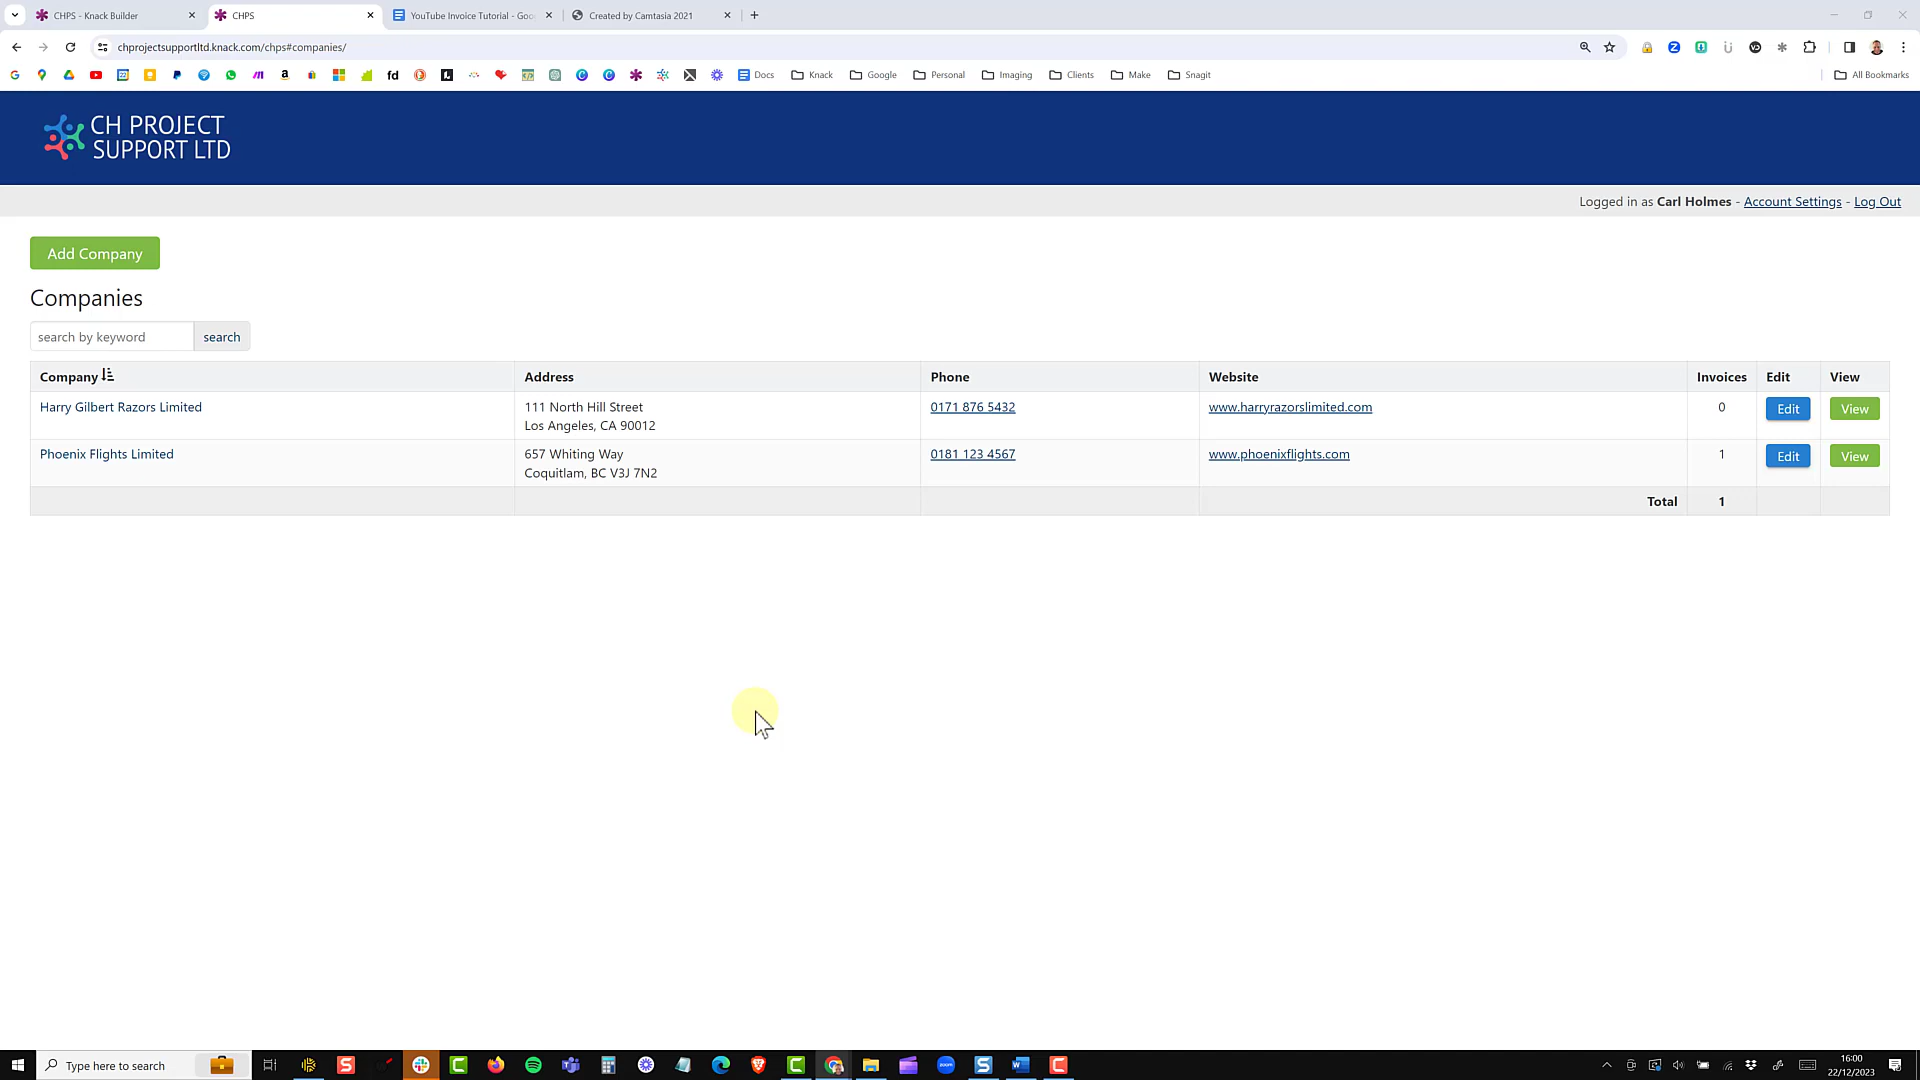 CHPS - Knack Builder
CHPS
YouTube Invoice Tutorial - Goo
Created by Camtasia 2021
chprojectsupportltd.knack.com/chps#companies/
fd
Docs
Knack
Google
Personal
Imaging
Clients
Make
Snagit
All Bookmarks
CH PROJECT
SUPPORT LTD
Logged in as Carl Holmes - Account Settings - Log Out
Add Company
Companies
search by keyword
search
Company Address Phone Website Invoices Edit View
Harry Gilbert Razors Limited 111 North Hill Street 0171 876 5432 www.harryrazorslimited.com 0 Edit View
Los Angeles, CA 90012
Phoenix Flights Limited 657 Whiting Way 0181 123 4567 www.phoenixflights.com 1 Edit View
Coquitlam, BC V3J 7N2
Total 1
Type here to search
16:00
22/12/2023